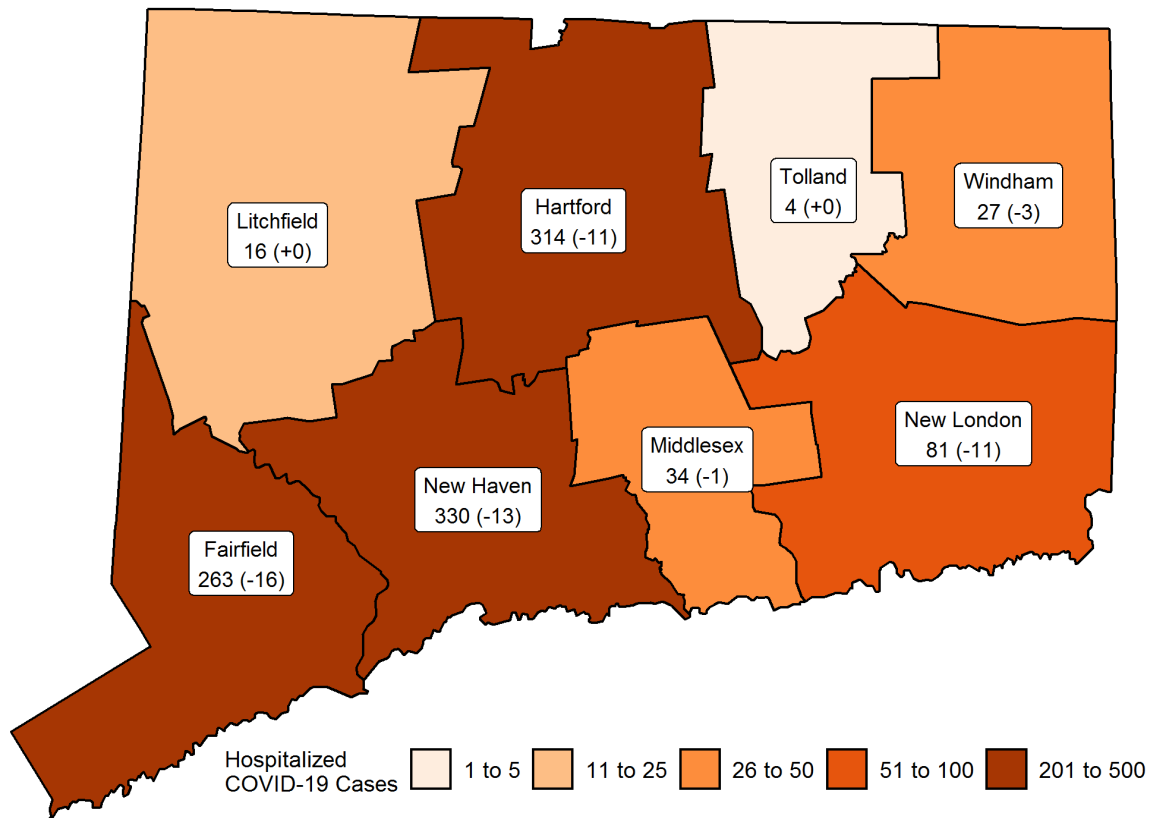 Litchfield
16 (+0)
Hartford
314 (-11)
Tolland
4 (+0)
Windham
27 (-3)
Fairfield
263 (-16)
New Haven
330 (-13)
Middlesex
34 (-1)
New London
81 (-11)
Hospitalized
COVID-19 Cases
1 to 5
11 to 25
26 to 50
51 to 100
201 to 500